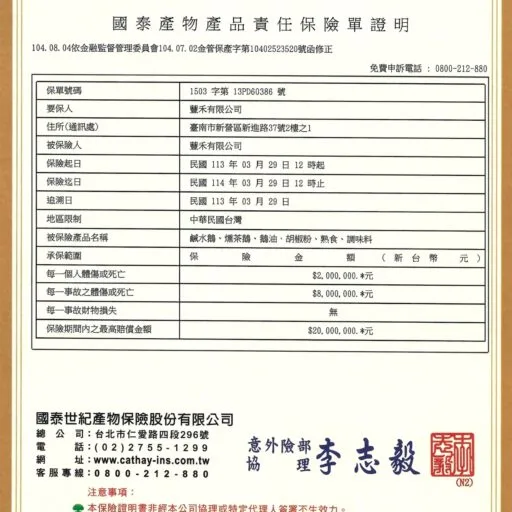 國泰產物產品責任保險單證明
104.08.04依金融監督管理委員會104.07.02金管保產字第10402523520號函修正
免費申訴電話 : 0800-212-880
保單號碼 1503 字第 13PD60386 號
要保人 豐禾有限公司
住所(通訊處) 臺南市新營區新進路37號2樓之1
被保險人 豐禾有限公司
保險起日 民國 113 年 03 月 29 日 12 時起
保險迄日 民國 114 年 03 月 29 日 12 時止
追溯日 民國 113 年 03 月 29 日
地區限制 中華民國台灣
被保險產品名稱 鹹水鵝、燻茶鵝、鵝油、胡椒粉、熟食、調味料
承保範圍 保 險 金 額 ( 新 台 幣 元 )
每一個人體傷或死亡 $2,000,000.*元
每一事故之體傷或死亡 $8,000,000.*元
每一事故財物損失 無
保險期間內之最高賠償金額 $20,000,000.*元
國泰世紀產物保險股份有限公司
總公司:台北市仁愛路四段296號
電話:(02)2755-1299
網址:www.cathay-ins.com.tw
客服專線:0800-212-880
意外險部
協理 李志毅
(N2)
注意事項:
本保險證明書非經本公司協理或特定代理人簽署不生效力。